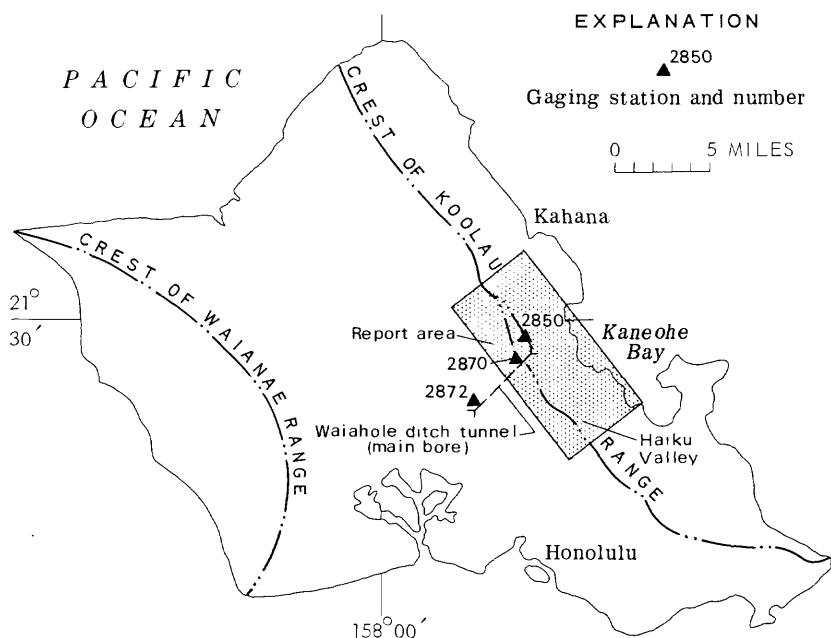 EXPLANATION
2850
Gaging station and number
0 5 MILES
PACIFIC
OCEAN
CREST OF KOOLAU
RANGE
Kahana
CREST OF WAIANAE RANGE
21°
30′
Report area
2850
2870
2872
Kaneohe
Bay
Waiahole ditch tunnel
(main bore)
Haiku
Valley
Honolulu
158°00′